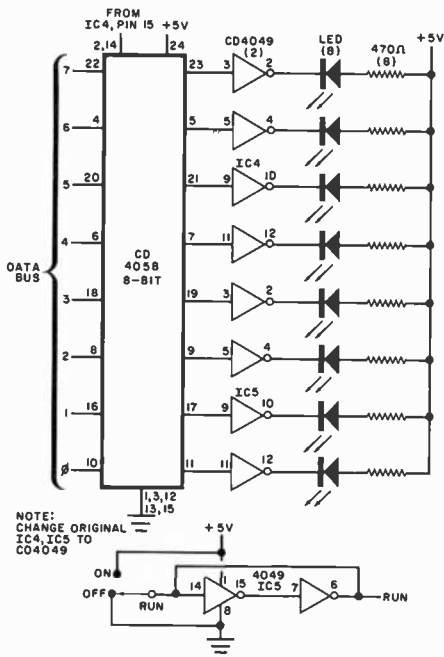 FROM
IC4, PIN 15 +5V
2,14 24
CD4049
(2)
LED
(8)
470Ω
(8)
+5V
7 22 23 3 2
6 4 5 5 4
5 20 21 9 IC4 10
4 6 7 11 12
DATA
BUS
CD
4058
8-BIT
3 18 19 3 2
2 8 9 5 4
1 16 17 9 IC5 10
Ø 10 11 11 12
1,3,12
13,15
NOTE:
CHANGE ORIGINAL
IC4, IC5 TO
CD4049
+5V
ON
OFF
RUN
14 1 15 4049 7 6
IC5
8
RUN